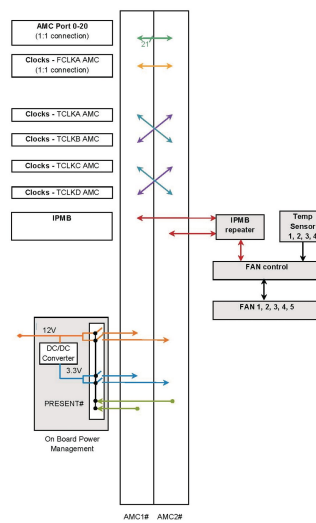 AMC Port 0-20
(1:1 connection)
21
Clocks - FCLKA AMC
(1:1 connection)
Clocks - TCLKA AMC
Clocks - TCLKB AMC
Clocks - TCLKC AMC
Clocks - TCLKD AMC
IPMB
IPMB
repeater
Temp
Sensor
1, 2, 3, 4
FAN control
FAN 1, 2, 3, 4, 5
12V
DC/DC
Converter
3.3V
PRESENT#
On Board Power
Management
AMC1#
AMC2#